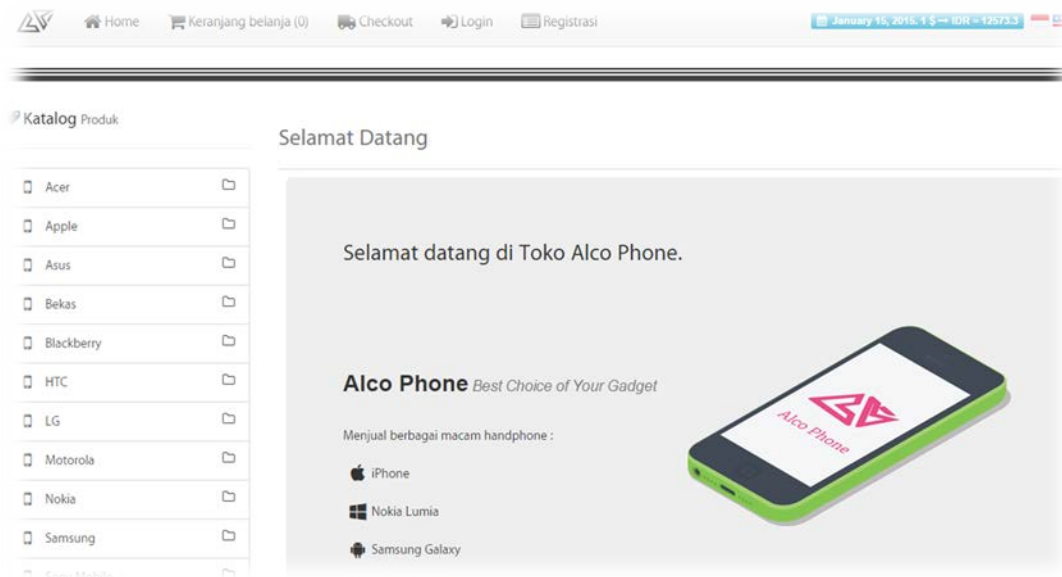 Home Keranjang belanja (0) Checkout Login Registrasi January 15, 2015. 1 $ → IDR = 12573.3
Katalog Produk
Selamat Datang
Acer
Apple
Asus
Bekas
Blackberry
HTC
LG
Motorola
Nokia
Samsung
Sony Mobile
Selamat datang di Toko Alco Phone.
Alco Phone Best Choice of Your Gadget
Menjual berbagai macam handphone :
iPhone
Nokia Lumia
Samsung Galaxy
Alco Phone